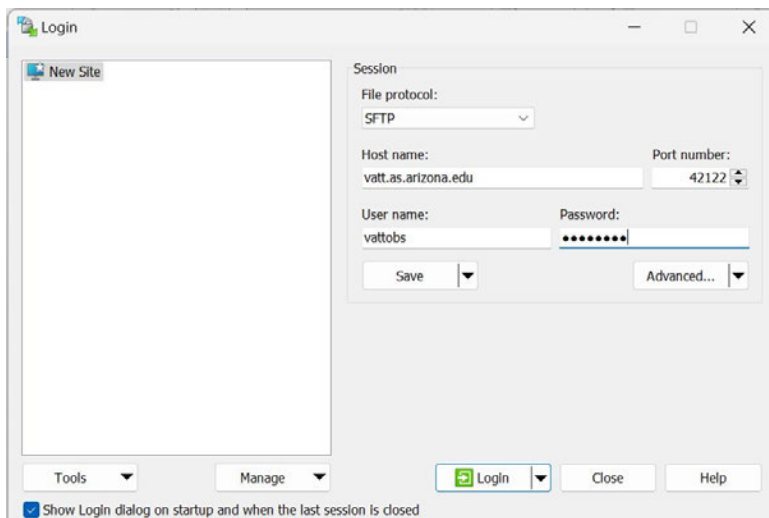 Login
New Site
Session
File protocol:
SFTP
Host name: Port number:
vatt.as.arizona.edu 42122
User name: Password:
vattobs ••••••••
Save Advanced...
Tools Manage Login Close Help
Show Login dialog on startup and when the last session is closed